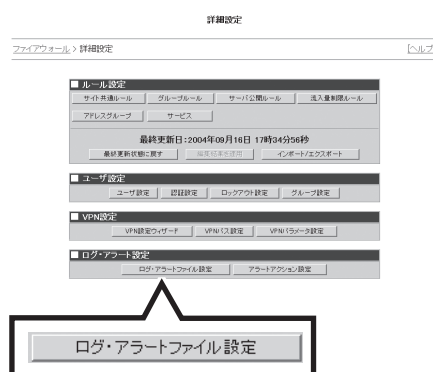 詳細設定
ファイアウォール > 詳細設定 [ヘルプ
■ ルール設定
サイト共通ルール グループルール サーバ公開ルール 流入量制限ルール
アドレスグループ サービス
最終更新日:2004年09月16日 17時34分56秒
最終更新状態に戻す 編集結果を適用 インポート/エクスポート
■ ユーザ設定
ユーザ設定 認証設定 ロックアウト設定 グループ設定
■ VPN設定
VPN設定ウィザード VPNパス設定 VPNパラメータ設定
■ ログ・アラート設定
ログ・アラートファイル設定 アラートアクション設定
ログ・アラートファイル設定